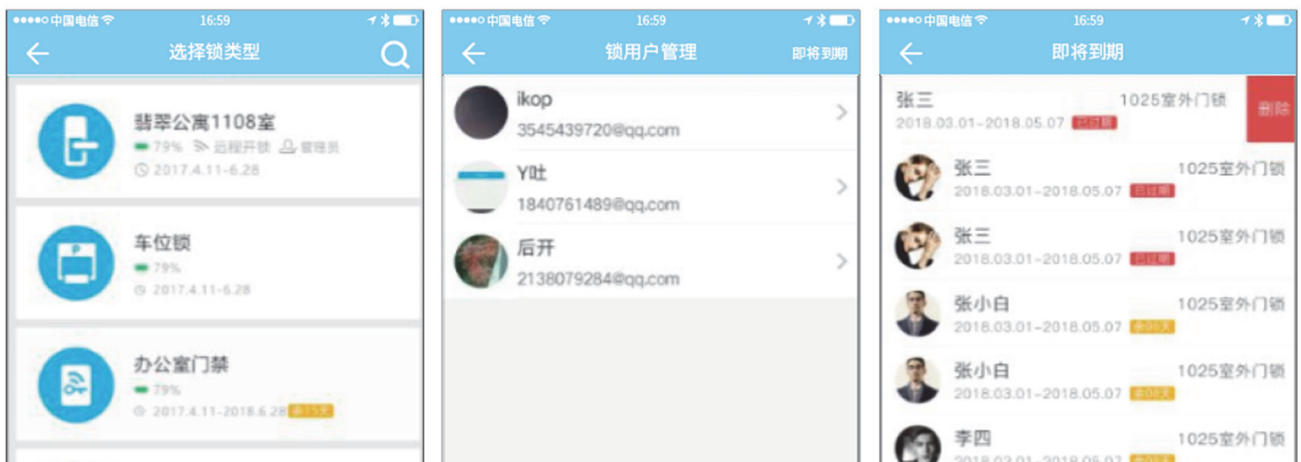 中国电信 16:59
选择锁类型
翡翠公寓1108室
79% 远程开锁 管理员
2017.4.11-6.28
车位锁
79%
2017.4.11-6.28
办公室门禁
79%
2017.4.11-2018.6.28 余15天
中国电信 16:59
锁用户管理 即将到期
ikop
3545439720@qq.com
Y吐
1840761489@qq.com
后开
2138079284@qq.com
中国电信 16:59
即将到期
张三 1025室外门锁 删除
2018.03.01-2018.05.07 已过期
张三 1025室外门锁
2018.03.01-2018.05.07 已过期
张三 1025室外门锁
2018.03.01-2018.05.07 已过期
张小白 1025室外门锁
2018.03.01-2018.05.07
张小白 1025室外门锁
2018.03.01-2018.05.07
李四 1025室外门锁
2018.03.01-2018.05.07